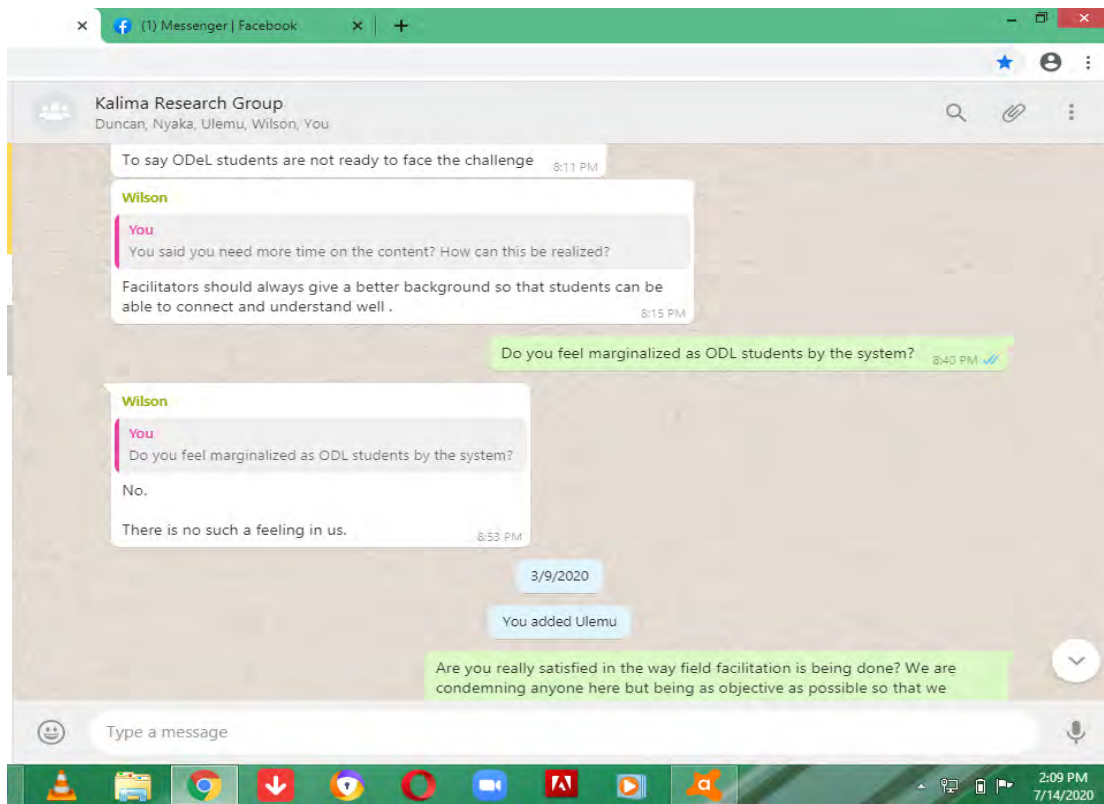 (1) Messenger | Facebook
Kalima Research Group
Duncan, Nyaka, Ulemu, Wilson, You
To say ODeL students are not ready to face the challenge 8:11 PM
Wilson
You
You said you need more time on the content? How can this be realized?
Facilitators should always give a better background so that students can be
able to connect and understand well . 8:15 PM
Do you feel marginalized as ODL students by the system? 8:40 PM
Wilson
You
Do you feel marginalized as ODL students by the system?
No.
There is no such a feeling in us. 8:53 PM
3/9/2020
You added Ulemu
Are you really satisfied in the way field facilitation is being done? We are
condemning anyone here but being as objective as possible so that we
Type a message
2:09 PM
7/14/2020